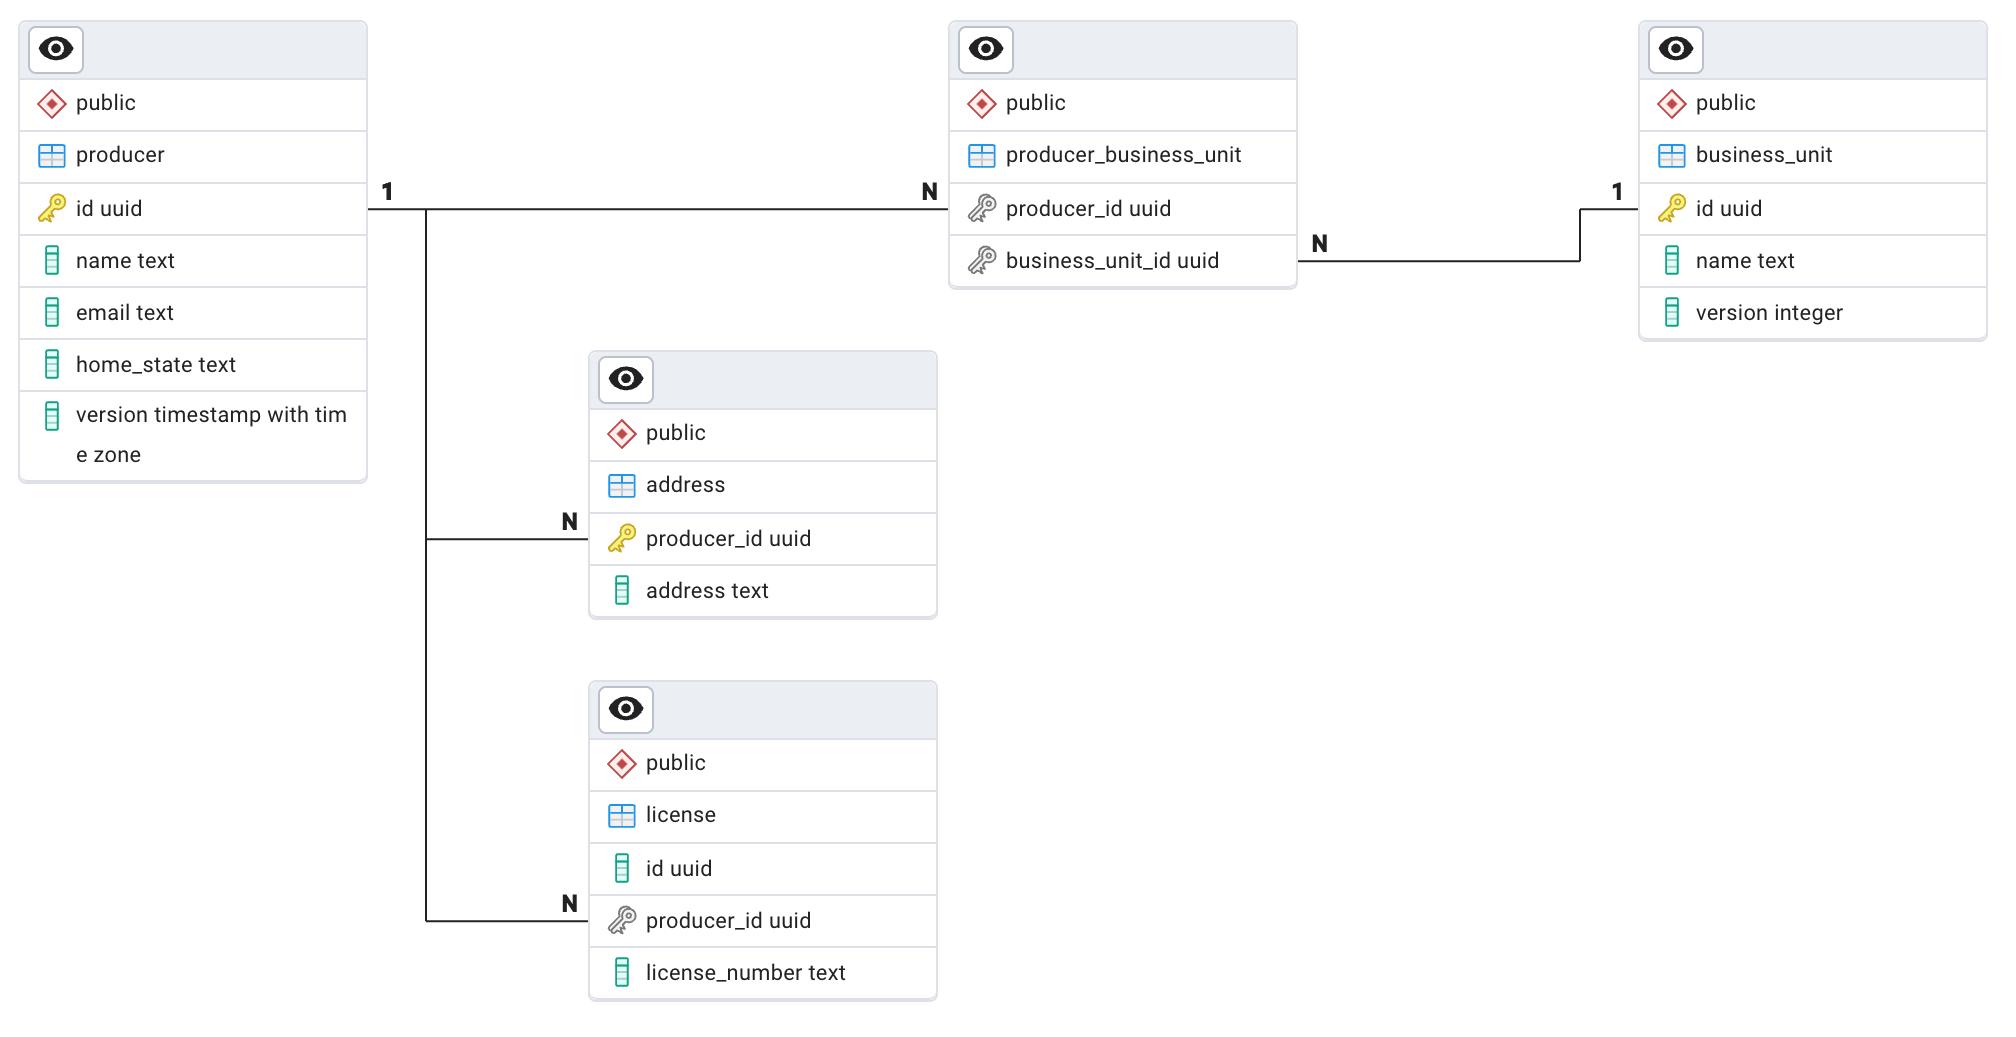 public
producer
id uuid
name text
email text
home_state text
version timestamp with tim
e zone
1
N
public
producer_business_unit
producer_id uuid
business_unit_id uuid
N
1
public
business_unit
id uuid
name text
version integer
N
public
address
producer_id uuid
address text
N
public
license
id uuid
producer_id uuid
license_number text